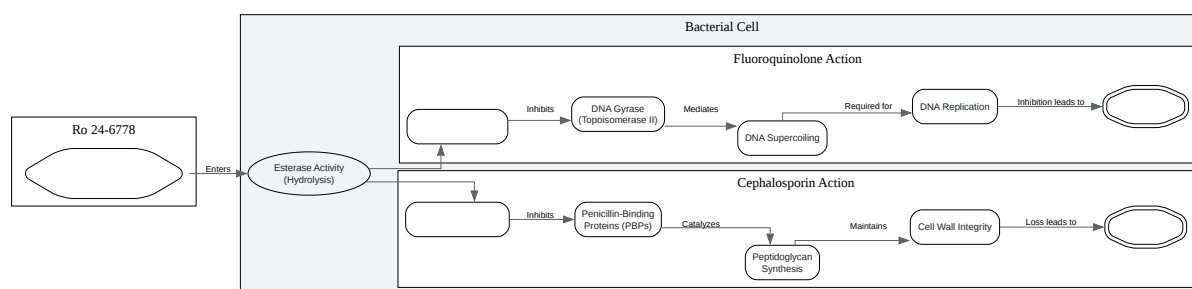 Bacterial Cell
Fluoroquinolone Action
Ro 24-6778
Enters
Esterase Activity
(Hydrolysis)
Inhibits
DNA Gyrase
(Topoisomerase II)
Mediates
DNA Supercoiling
Required for
DNA Replication
Inhibition leads to
Cephalosporin Action
Inhibits
Penicillin-Binding
Proteins (PBPs)
Catalyzes
Peptidoglycan
Synthesis
Maintains
Cell Wall Integrity
Loss leads to